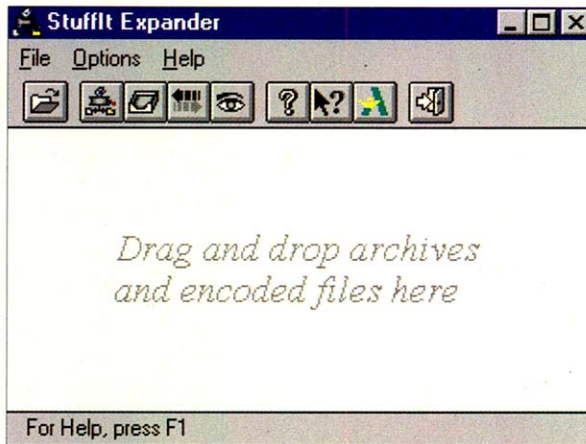 StuffIt Expander
File Options Help
Drag and drop archives
and encoded files here
For Help, press F1